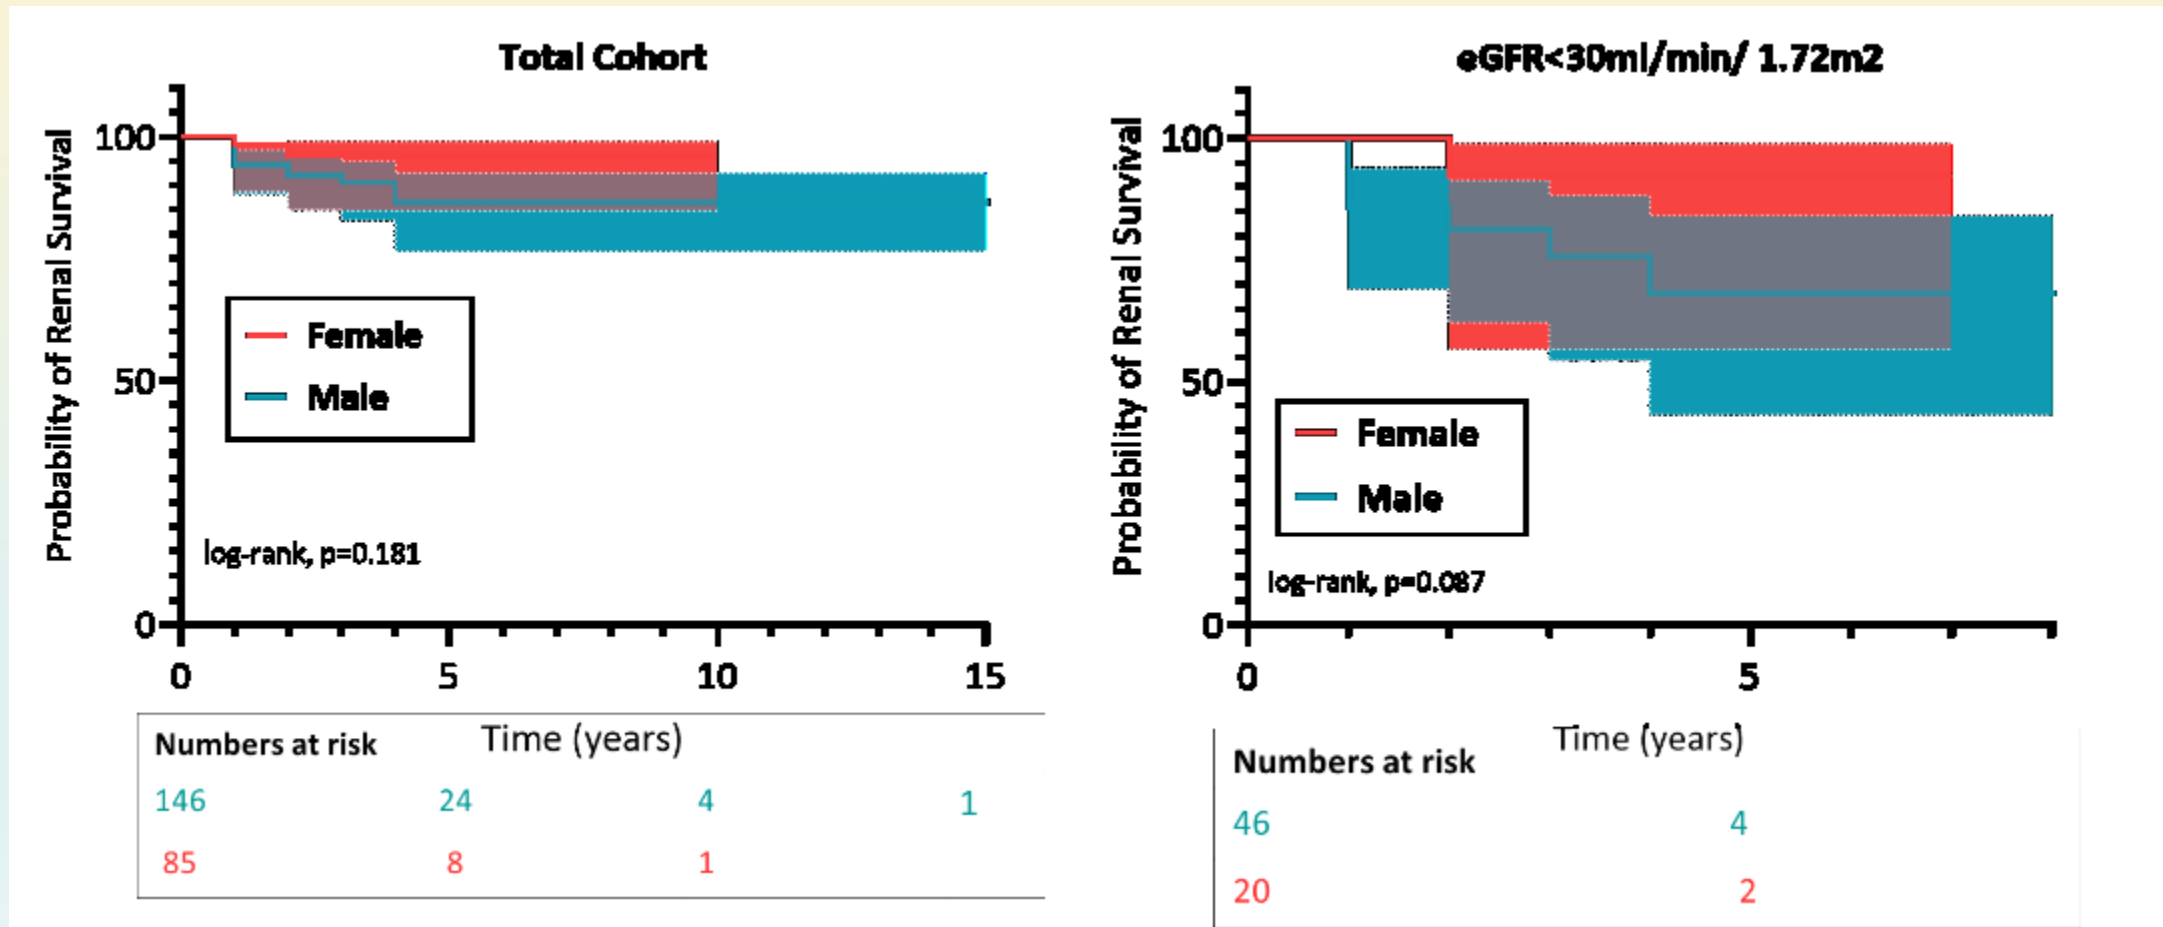 Total Cohort
Probability of Renal Survival
100
50
0
Female
Male
log-rank, p=0.181
0 5 10 15
Time (years)
Numbers at risk
146 24 4 1
85 8 1
eGFR<30ml/min/ 1.72m2
Probability of Renal Survival
100
50
0
Female
Male
log-rank, p=0.087
0 5
Time (years)
Numbers at risk
46 4
20 2